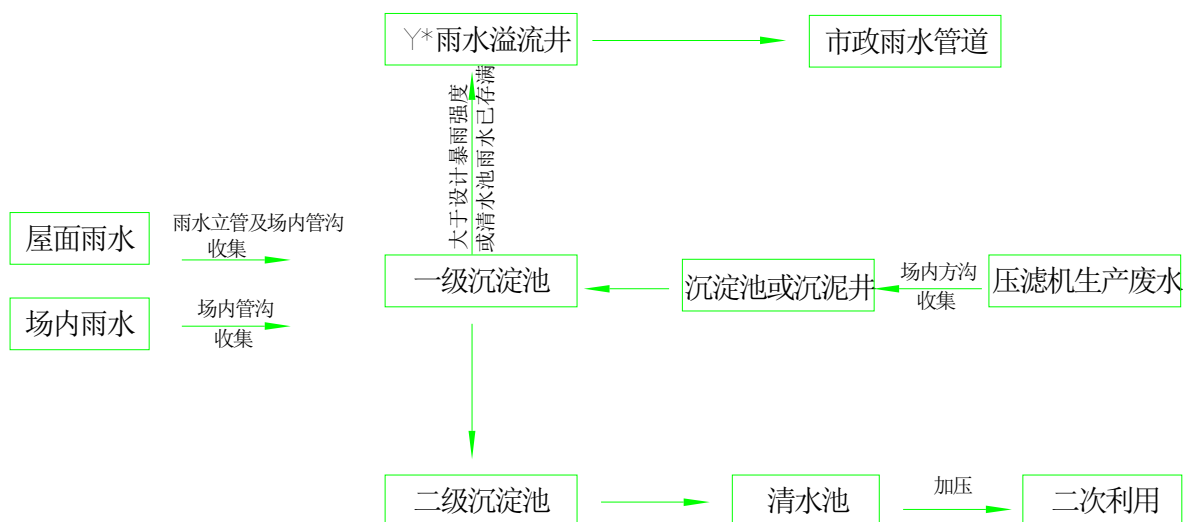 Y*雨水溢流井
市政雨水管道
大于设计暴雨强度
或清水池雨水已存满
屋面雨水
雨水立管及场内管沟
收集
一级沉淀池
沉淀池或沉泥井
场内方沟
收集
压滤机生产废水
场内雨水
场内管沟
收集
二级沉淀池
清水池
加压
二次利用